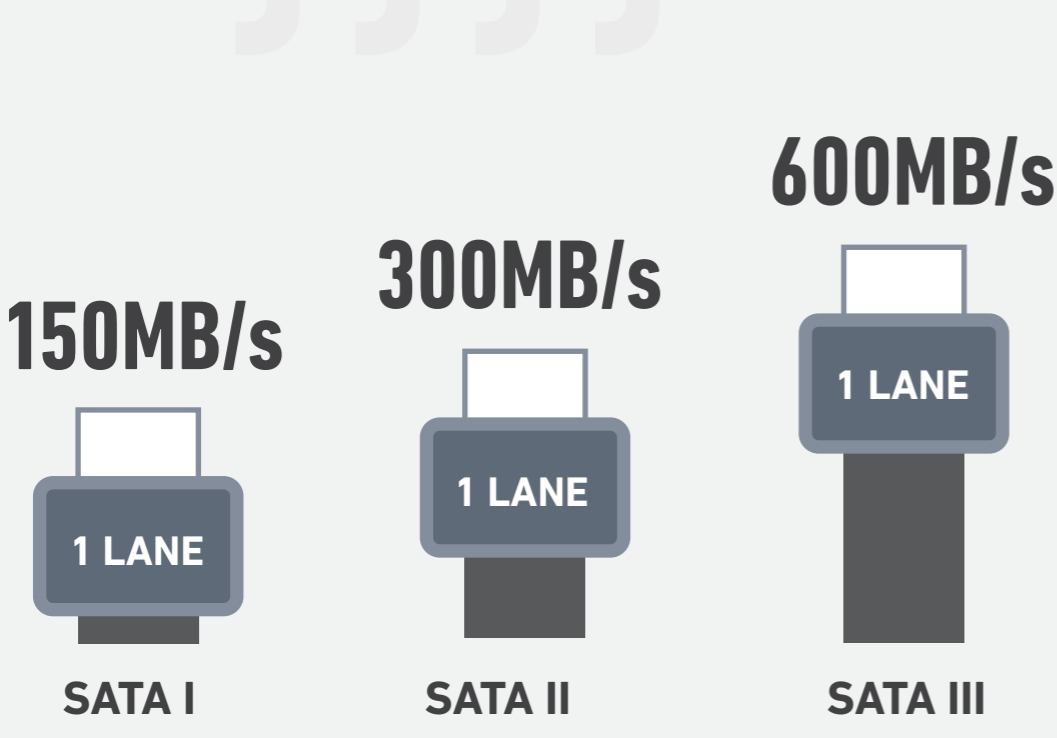 150MB/s
300MB/s
600MB/s
1 LANE
1 LANE
1 LANE
SATA I
SATA II
SATA III